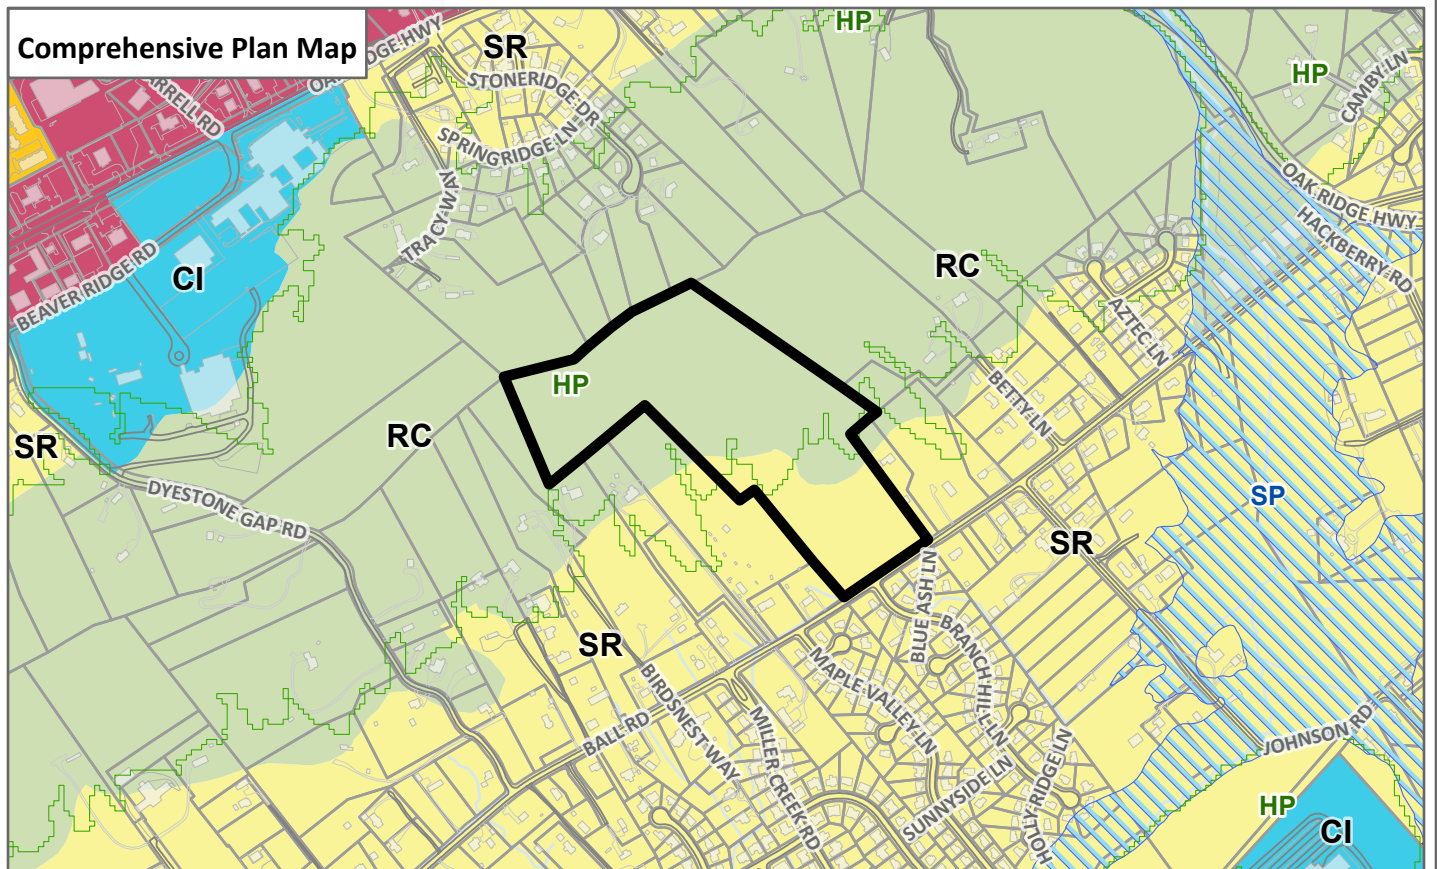 Comprehensive Plan Map
OAK RIDGE HWY
SR
HP
STONERIDGE DR
HP
CAMBY LN
SPRING RIDGE LN
TRACY WAY
OAK RIDGE HWY
HACKBERRY RD
BEAVER RIDGE RD
CI
RC
AZTEC LN
HP
BETTY LN
RC
SR
DYESTONE GAP RD
SP
SR
BLUE ASH LN
SR
BRANCH HILL LN
MAPLE VALLEY LN
BIRDSNEST WAY
BALL RD
MILLER CREEK RD
JOHNSON RD
SUNNYSIDE LN
HOLLY RIDGE LN
HP
CI